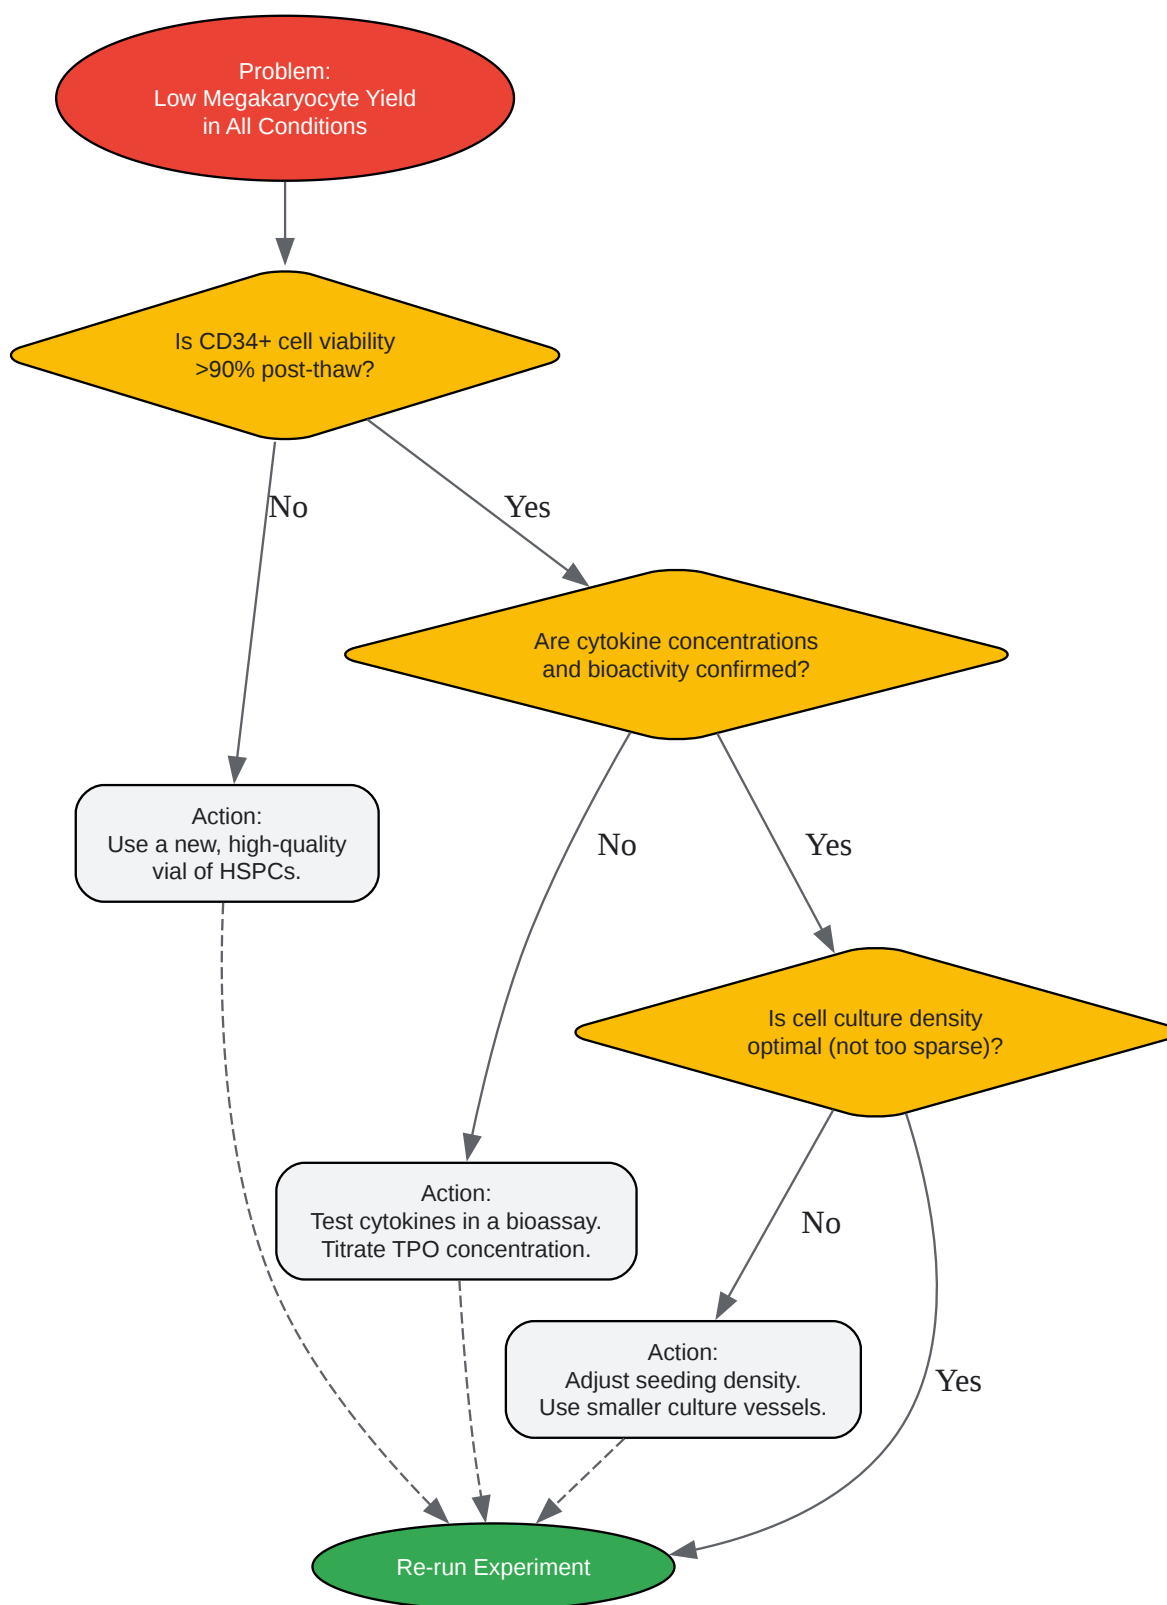 Problem:
Low Megakaryocyte Yield
in All Conditions
Is CD34+ cell viability
>90% post-thaw?
No
Yes
Are cytokine concentrations
and bioactivity confirmed?
Action:
Use a new, high-quality
vial of HSPCs.
No
Yes
Is cell culture density
optimal (not too sparse)?
Action:
Test cytokines in a bioassay.
Titrate TPO concentration.
No
Action:
Adjust seeding density.
Use smaller culture vessels.
Yes
Re-run Experiment